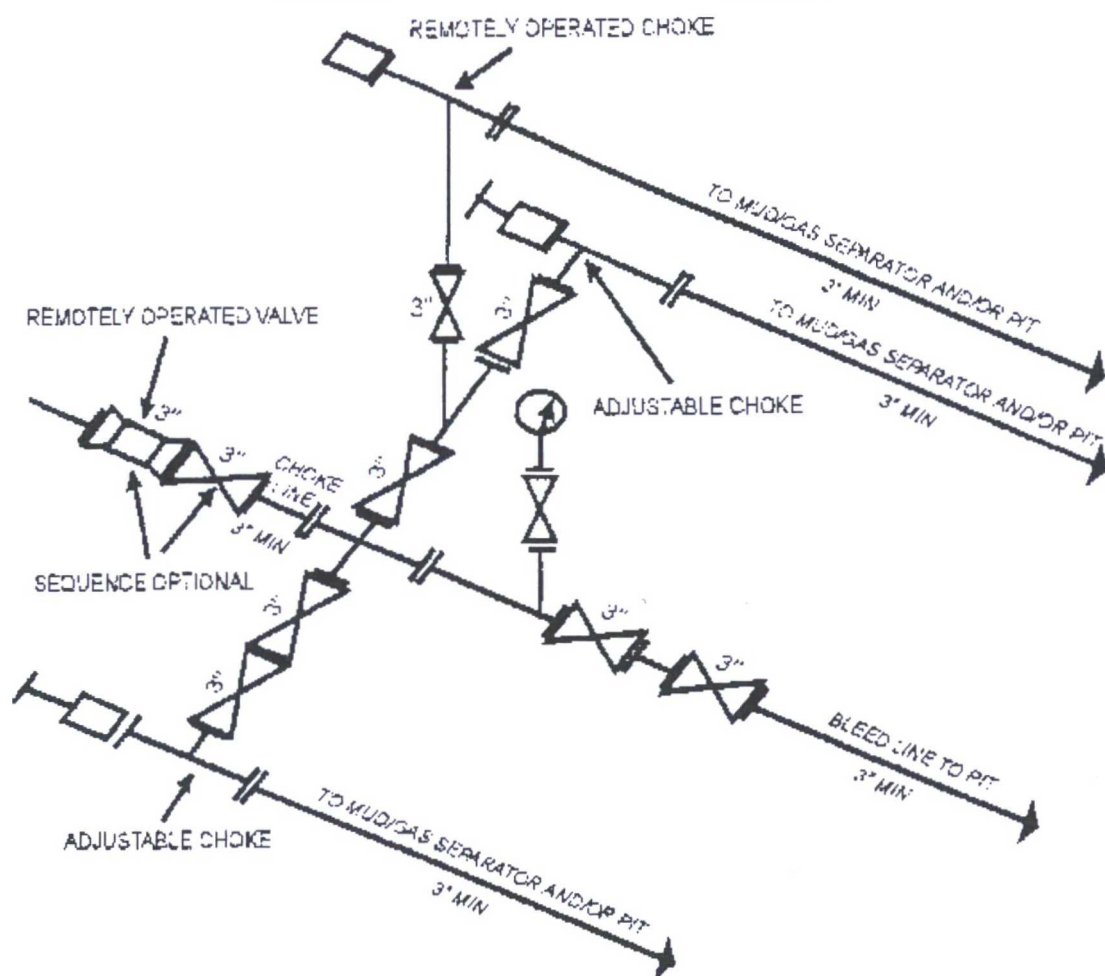 REMOTELY OPERATED CHOKE
TO MUD/GAS SEPARATOR AND/OR PIT
3" MIN
TO MUD/GAS SEPARATOR AND/OR PIT
3" MIN
3"
3"
REMOTELY OPERATED VALVE
ADJUSTABLE CHOKE
3"
3"
CHOKE
LINE
3" MIN
3"
SEQUENCE OPTIONAL
3"
3"
3"
3"
BLEED LINE TO PIT
3" MIN
ADJUSTABLE CHOKE
TO MUD/GAS SEPARATOR AND/OR PIT
3" MIN